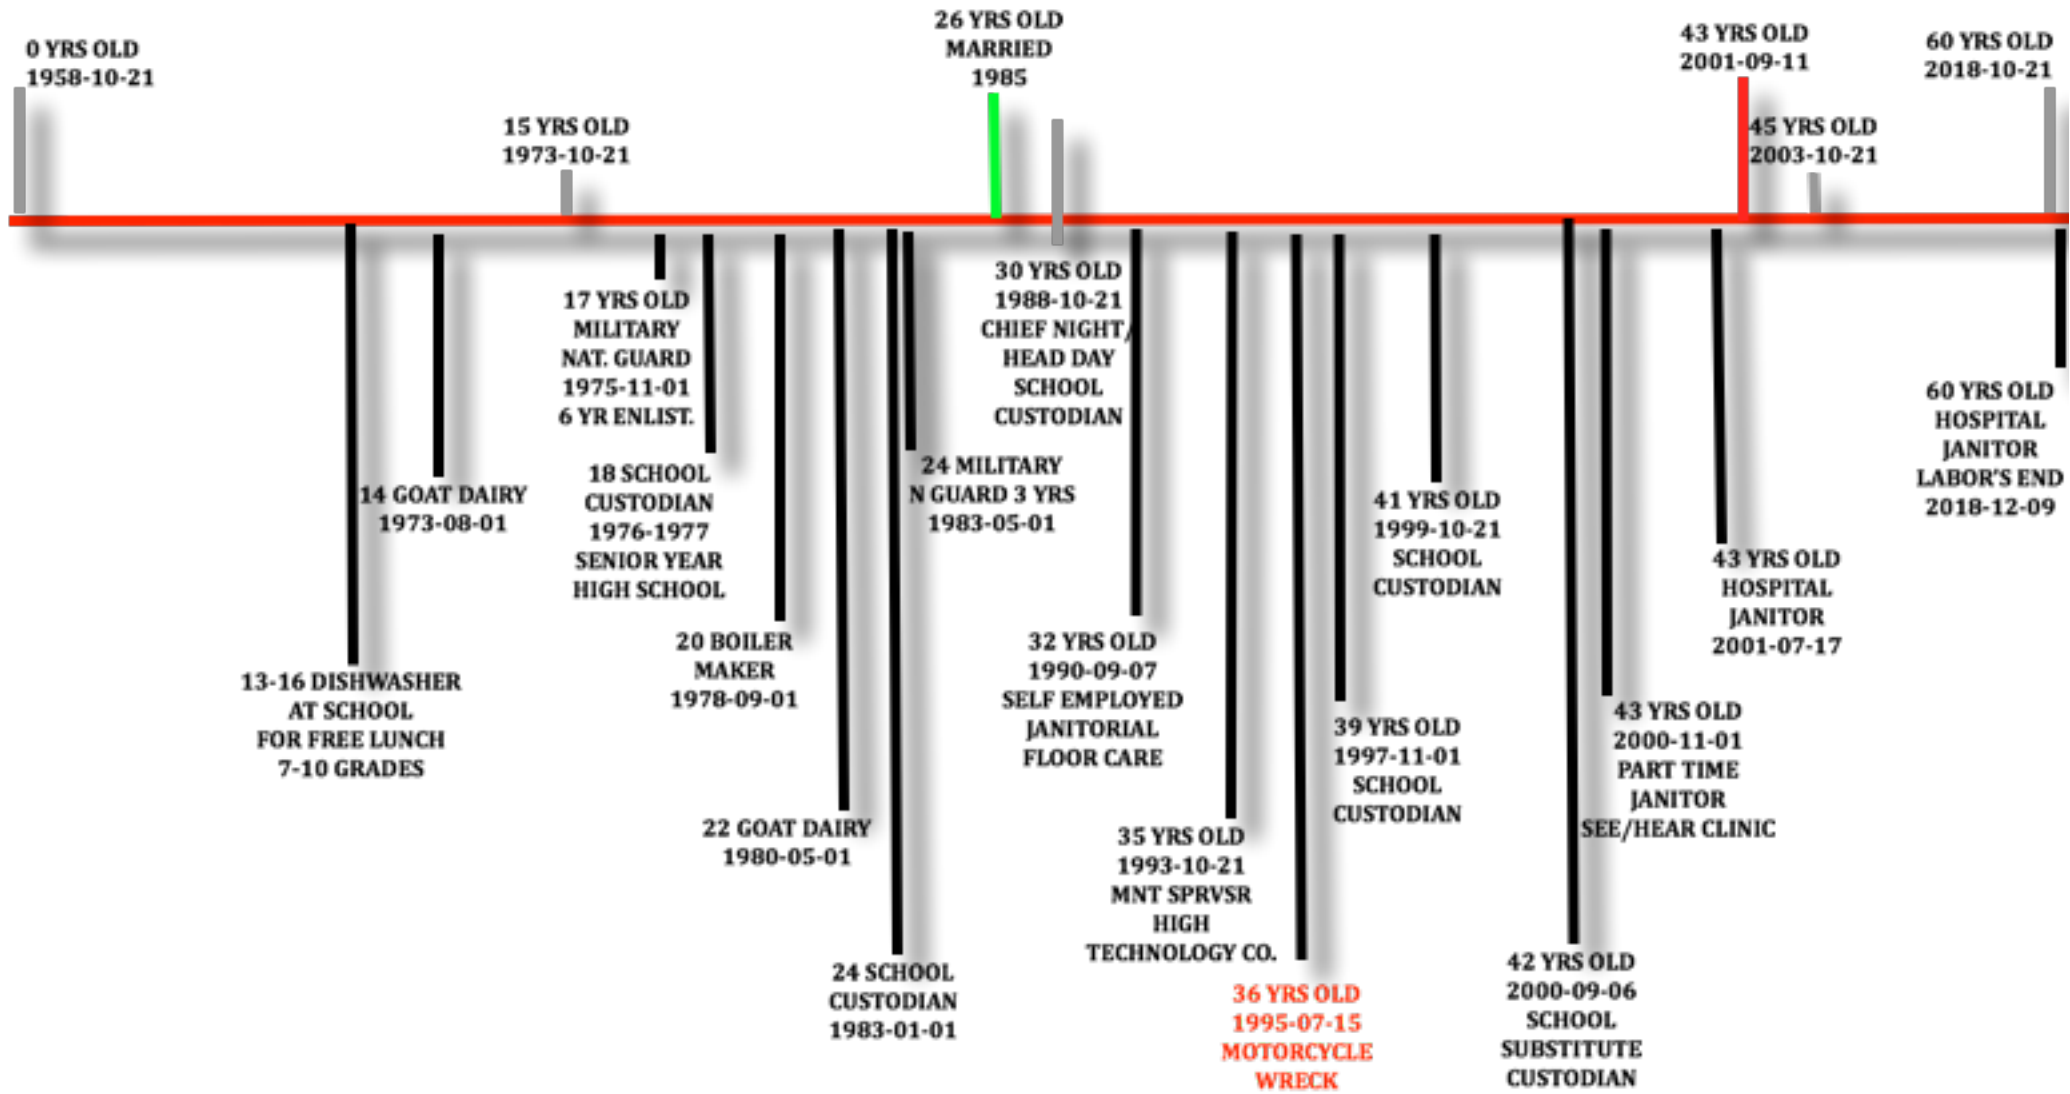 0 YRS OLD
1958-10-21
15 YRS OLD
1973-10-21
26 YRS OLD
MARRIED
1985
43 YRS OLD
2001-09-11
45 YRS OLD
2003-10-21
60 YRS OLD
2018-10-21
13-16 DISHWASHER
AT SCHOOL
FOR FREE LUNCH
7-10 GRADES
14 GOAT DAIRY
1973-08-01
17 YRS OLD
MILITARY
NAT. GUARD
1975-11-01
6 YR ENLIST.
18 SCHOOL
CUSTODIAN
1976-1977
SENIOR YEAR
HIGH SCHOOL
20 BOILER
MAKER
1978-09-01
22 GOAT DAIRY
1980-05-01
24 SCHOOL
CUSTODIAN
1983-01-01
24 MILITARY
N GUARD 3 YRS
1983-05-01
30 YRS OLD
1988-10-21
CHIEF NIGHT/
HEAD DAY
SCHOOL
CUSTODIAN
32 YRS OLD
1990-09-07
SELF EMPLOYED
JANITORIAL
FLOOR CARE
35 YRS OLD
1993-10-21
MNT SPRVSR
HIGH
TECHNOLOGY CO.
36 YRS OLD
1995-07-15
MOTORCYCLE
WRECK
39 YRS OLD
1997-11-01
SCHOOL
CUSTODIAN
41 YRS OLD
1999-10-21
SCHOOL
CUSTODIAN
42 YRS OLD
2000-09-06
SCHOOL
SUBSTITUTE
CUSTODIAN
43 YRS OLD
2000-11-01
PART TIME
JANITOR
SEE/HEAR CLINIC
43 YRS OLD
HOSPITAL
JANITOR
2001-07-17
60 YRS OLD
HOSPITAL
JANITOR
LABOR'S END
2018-12-09